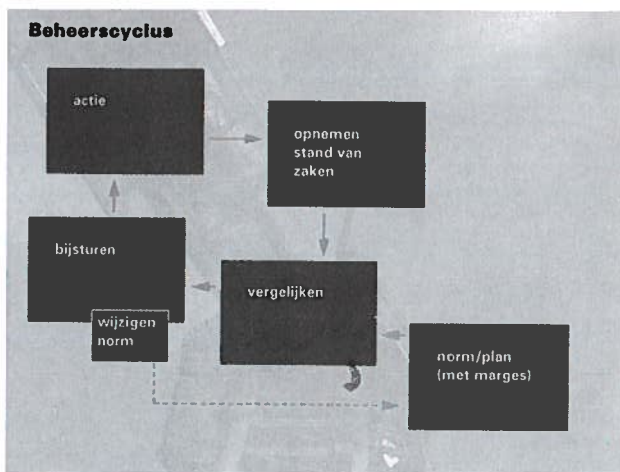 Beheerscyclus
actie
opnemen
stand van
zaken
bijsturen
vergelijken
wijzigen
norm
norm/plan
(met marges)